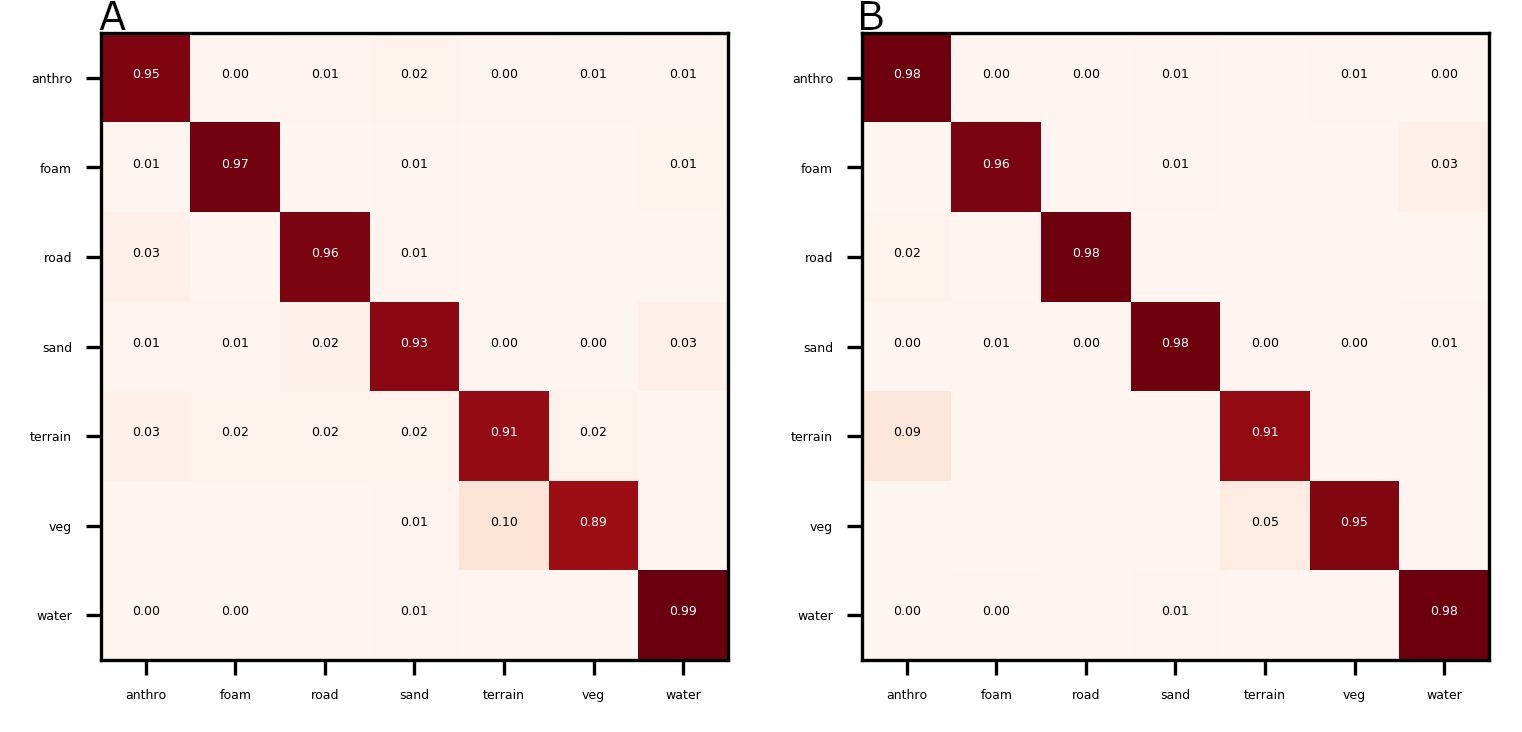 A
anthro 0.95 0.00 0.01 0.02 0.00 0.01 0.01
foam 0.01 0.97 0.01 0.01
road 0.03 0.96 0.01
sand 0.01 0.01 0.02 0.93 0.00 0.00 0.03
terrain 0.03 0.02 0.02 0.02 0.91 0.02
veg 0.01 0.10 0.89
water 0.00 0.00 0.01 0.99
anthro foam road sand terrain veg water
B
anthro 0.98 0.00 0.00 0.01 0.01 0.00
foam 0.96 0.01 0.03
road 0.02 0.98
sand 0.00 0.01 0.00 0.98 0.00 0.00 0.01
terrain 0.09 0.91
veg 0.05 0.95
water 0.00 0.00 0.01 0.98
anthro foam road sand terrain veg water